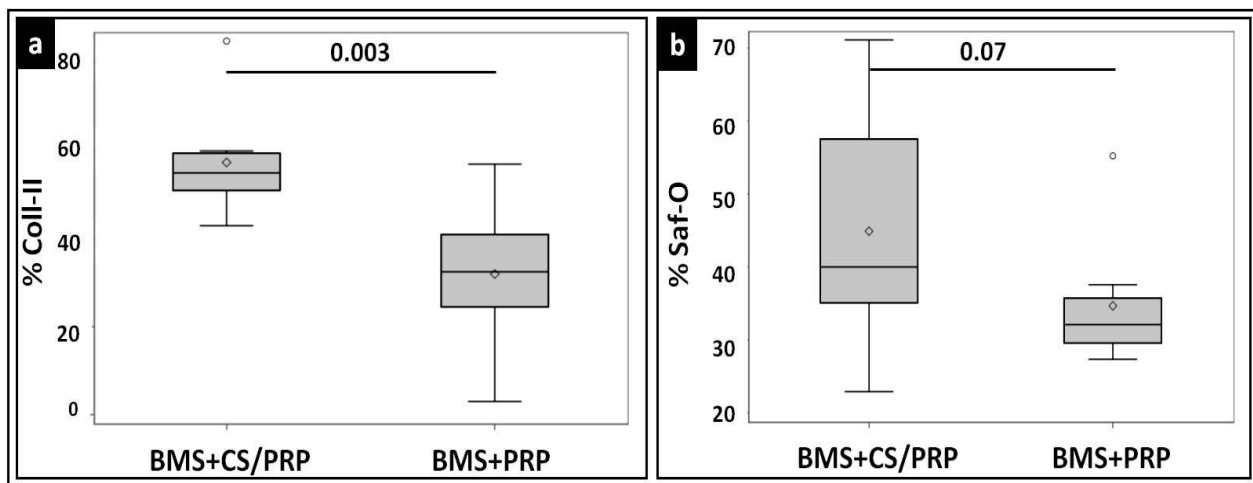 a
0.003
80
60
40
20
0
% Coll-II
BMS+CS/PRP
BMS+PRP
b
0.07
70
60
50
40
30
20
% Saf-O
BMS+CS/PRP
BMS+PRP